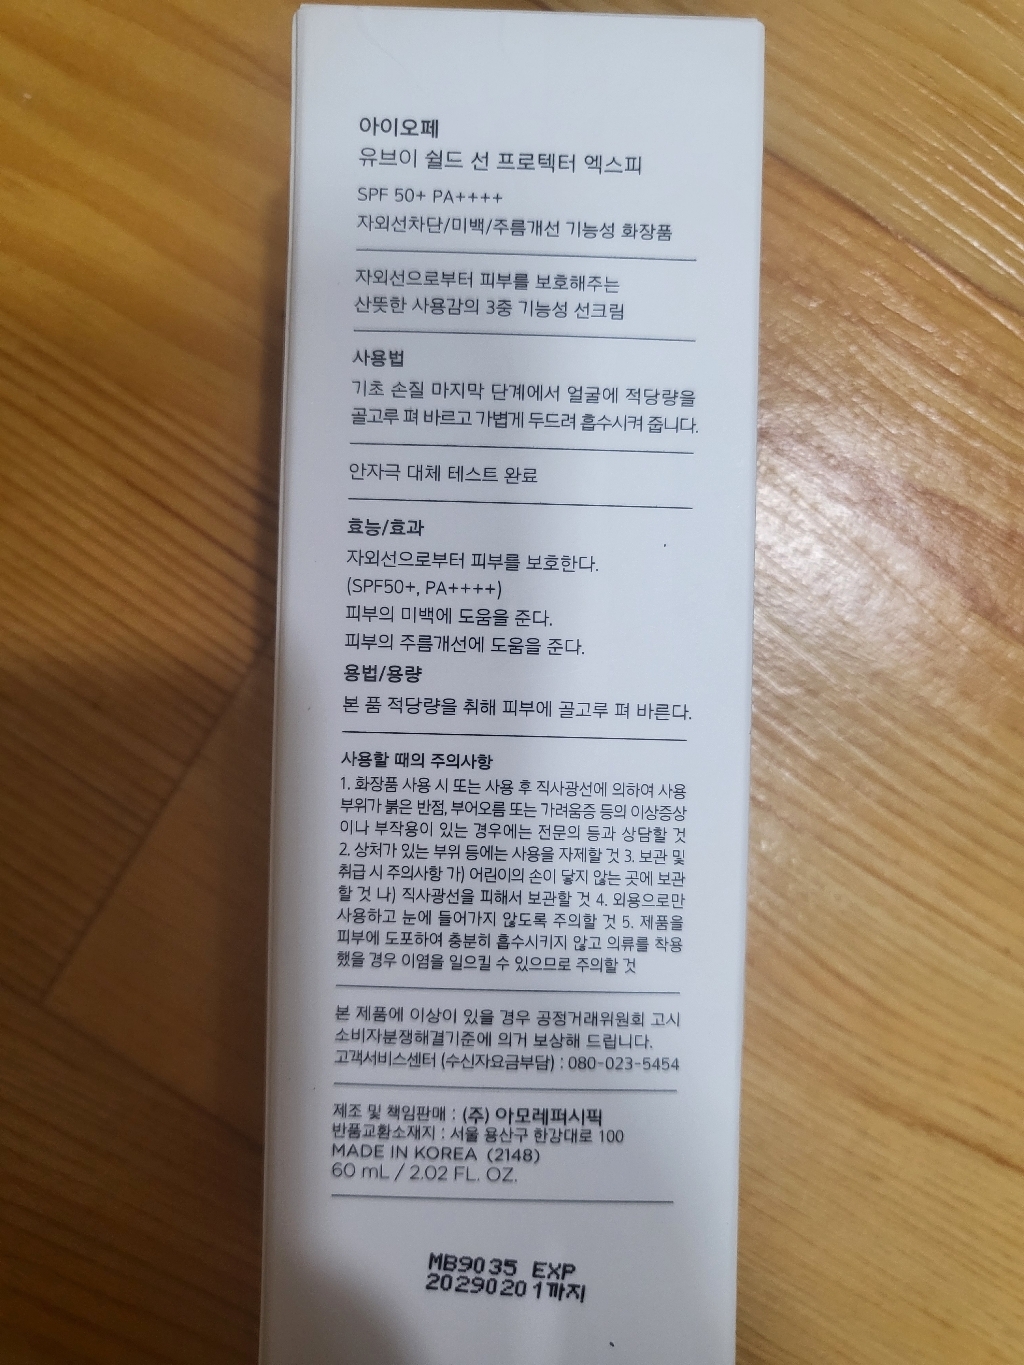 아이오페
유브이 쉴드 선 프로텍터 엑스피
SPF 50+ PA++++
자외선차단/미백/주름개선 기능성 화장품
자외선으로부터 피부를 보호해주는
산뜻한 사용감의 3중 기능성 선크림
사용법
기초 손질 마지막 단계에서 얼굴에 적당량을
골고루 펴 바르고 가볍게 두드려 흡수시켜 줍니다.
안자극 대체 테스트 완료
효능/효과
자외선으로부터 피부를 보호한다.
(SPF50+, PA++++)
피부의 미백에 도움을 준다.
피부의 주름개선에 도움을 준다.
용법/용량
본 품 적당량을 취해 피부에 골고루 펴 바른다.
사용할 때의 주의사항
1. 화장품 사용 시 또는 사용 후 직사광선에 의하여 사용
부위가 붉은 반점, 부어오름 또는 가려움증 등의 이상증상
이나 부작용이 있는 경우에는 전문의 등과 상담할 것
2. 상처가 있는 부위 등에는 사용을 자제할 것 3. 보관 및
취급 시 주의사항 가) 어린이의 손이 닿지 않는 곳에 보관
할 것 나) 직사광선을 피해서 보관할 것 4. 외용으로만
사용하고 눈에 들어가지 않도록 주의할 것 5. 제품을
피부에 도포하여 충분히 흡수시키지 않고 의류를 착용
했을 경우 이염을 일으킬 수 있으므로 주의할 것
본 제품에 이상이 있을 경우 공정거래위원회 고시
소비자분쟁해결기준에 의거 보상해 드립니다.
고객서비스센터 (수신자요금부담) : 080-023-5454
제조 및 책임판매 : (주) 아모레퍼시픽
반품교환소재지 : 서울 용산구 한강대로 100
MADE IN KOREA (2148)
60 mL / 2.02 FL. OZ.
MB9035 EXP
20290201까지